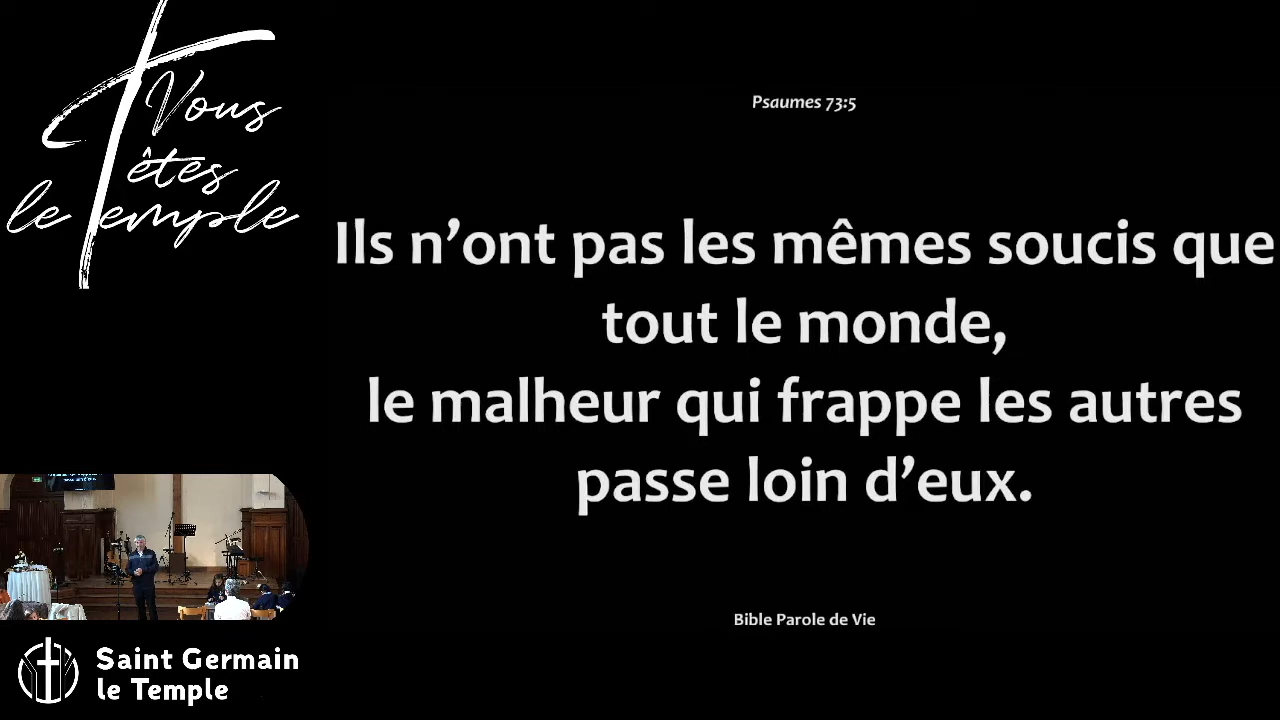 Vous
êtes
le Temple
Psaumes 73:5
Ils n’ont pas les mêmes soucis que
tout le monde,
le malheur qui frappe les autres
passe loin d’eux.
Bible Parole de Vie
Saint Germain
le Temple